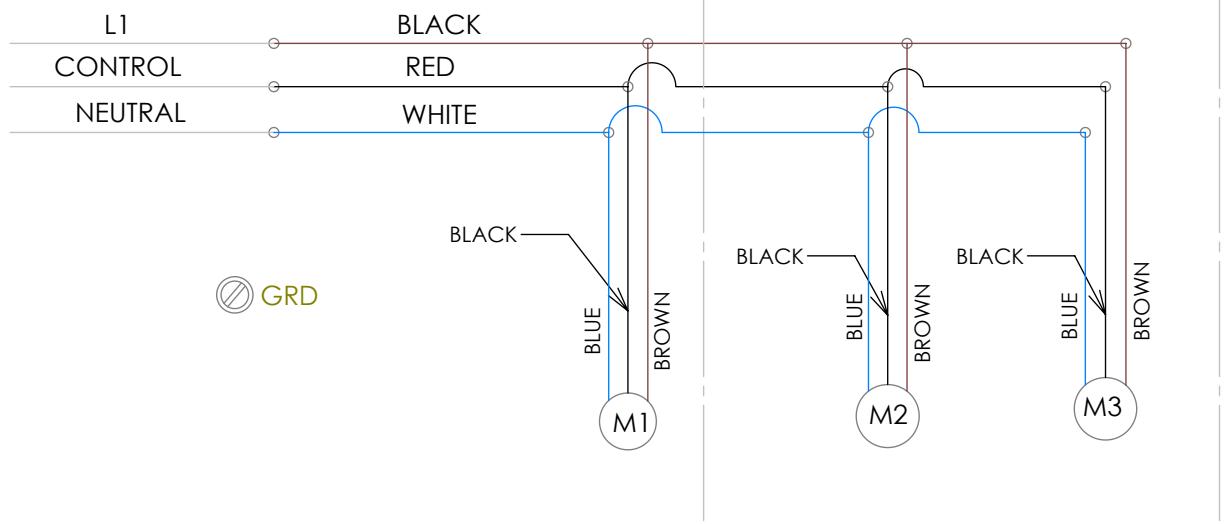 L1 BLACK
CONTROL RED
NEUTRAL WHITE
BLACK
BLACK
BLACK
GRD
BLUE
BROWN
BLUE
BROWN
BLUE
BROWN
M1
M2
M3